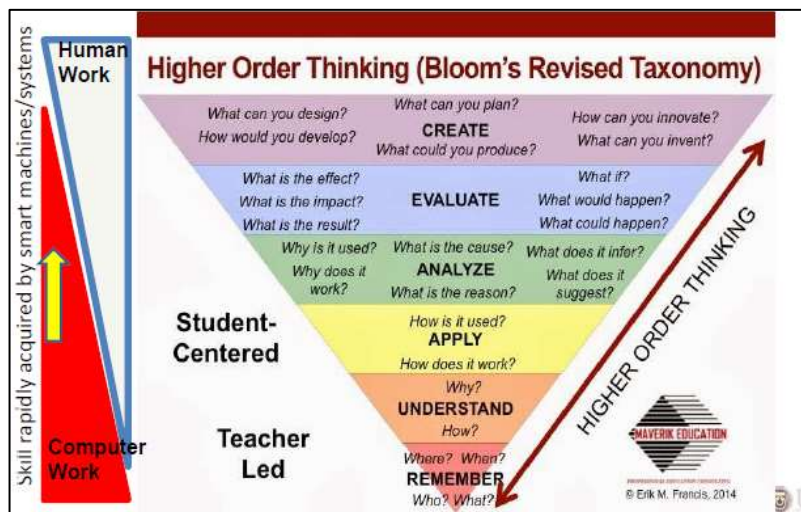 Skill rapidly acquired by smart machines/systems
Human
Work
Computer
Work
Higher Order Thinking (Bloom's Revised Taxonomy)
What can you design?
How would you develop?
What can you plan?
CREATE
What could you produce?
How can you innovate?
What can you invent?
What is the effect?
What is the impact?
What is the result?
EVALUATE
What if?
What would happen?
What could happen?
Why is it used?
Why does it
work?
What is the cause?
ANALYZE
What is the reason?
What does it infer?
What does it
suggest?
Student-
Centered
How is it used?
APPLY
How does it work?
Why?
UNDERSTAND
How?
Teacher
Led
Where? When?
REMEMBER
Who? What?
HIGHER ORDER THINKING
MAVERIK EDUCATION
© Erik M. Francis, 2014